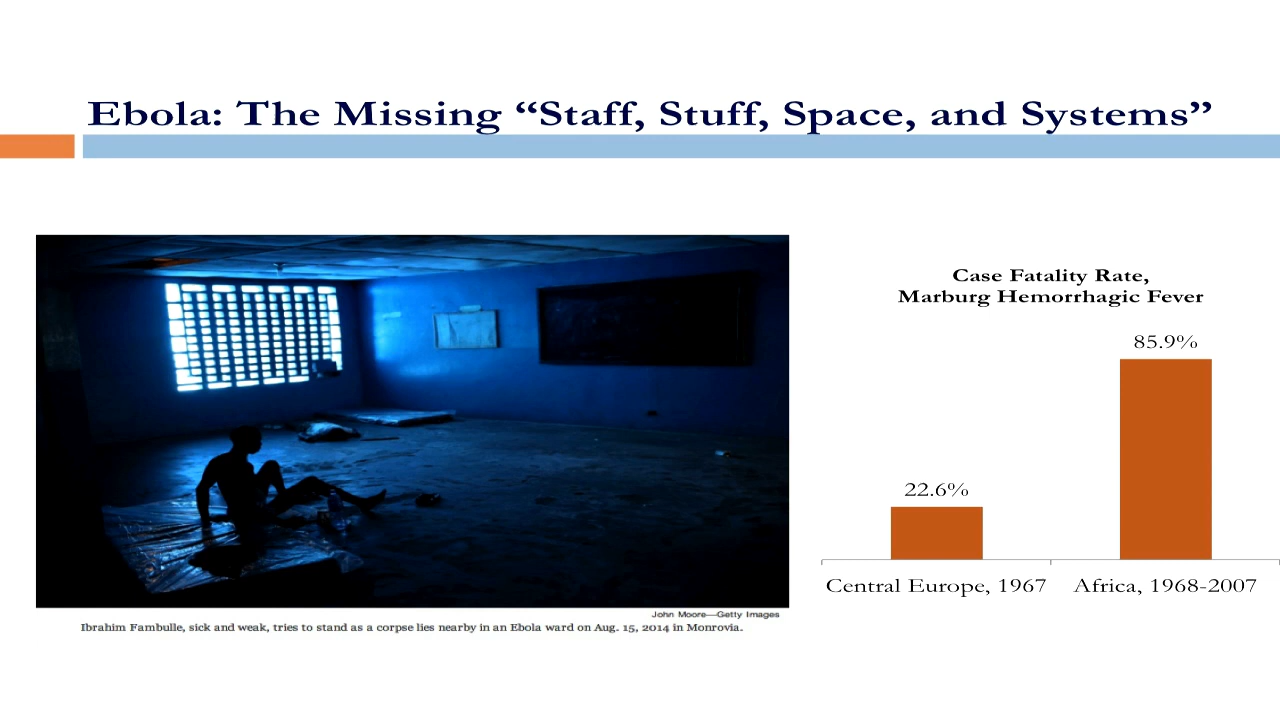 Ebola: The Missing “Staff, Stuff, Space, and Systems”
John Moore—Getty Images
Ibrahim Fambulle, sick and weak, tries to stand as a corpse lies nearby in an Ebola ward on Aug. 15, 2014 in Monrovia.
Case Fatality Rate,
Marburg Hemorrhagic Fever
85.9%
22.6%
Central Europe, 1967
Africa, 1968-2007